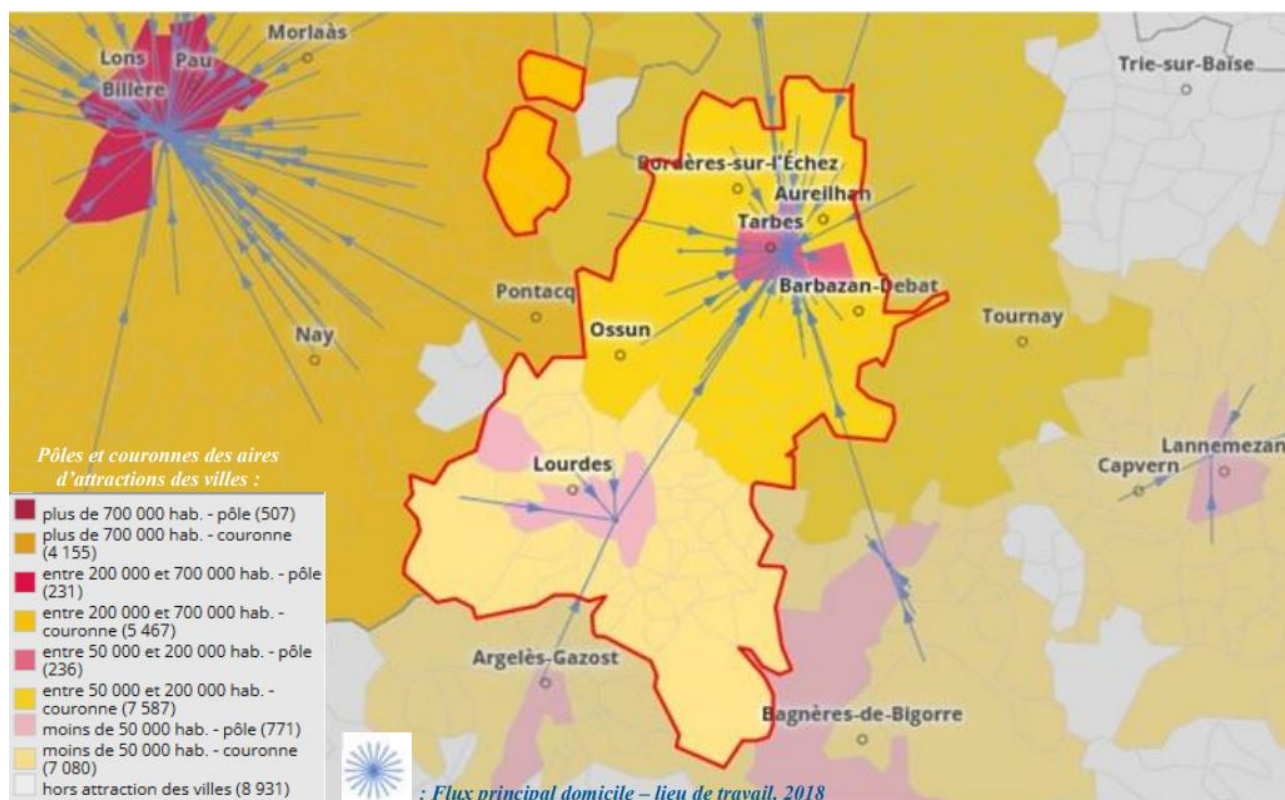 Morlaàs
Lons
Pau
Billère
Trie-sur-Baïse
Bordères-sur-l'Échez
Aureilhan
Tarbes
Pontacq
Barbazan-Debat
Nay
Ossun
Tournay
Lourdes
Lannemezan
Capvern
Argelès-Gazost
Bagnères-de-Bigorre
Pôles et couronnes des aires
d'attractions des villes :
plus de 700 000 hab. - pôle (507)
plus de 700 000 hab. - couronne
(4 155)
entre 200 000 et 700 000 hab. - pôle
(231)
entre 200 000 et 700 000 hab. -
couronne (5 467)
entre 50 000 et 200 000 hab. - pôle
(236)
entre 50 000 et 200 000 hab. -
couronne (7 587)
moins de 50 000 hab. - pôle (771)
moins de 50 000 hab. - couronne
(7 080)
hors attraction des villes (8 931)
: Flux principal domicile – lieu de travail, 2018